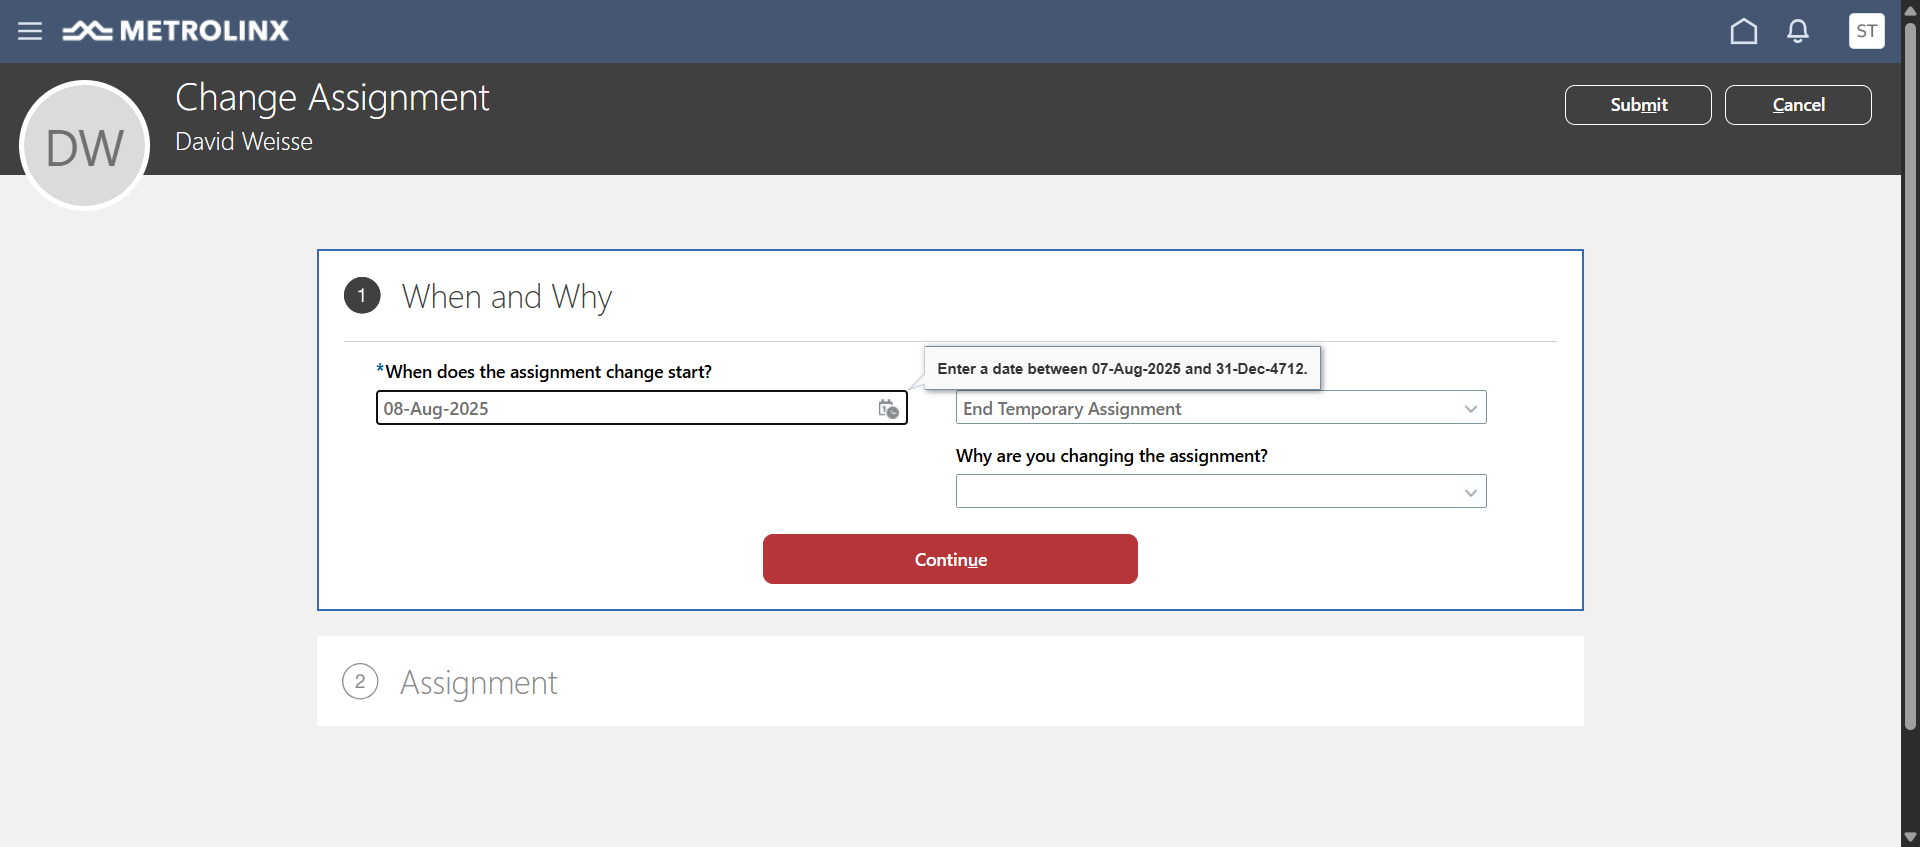 METROLINX
ST
DW
Change Assignment
David Weisse
Submit
Cancel
1
When and Why
*When does the assignment change start?
Enter a date between 07-Aug-2025 and 31-Dec-4712.
08-Aug-2025
End Temporary Assignment
Why are you changing the assignment?
Continue
2
Assignment